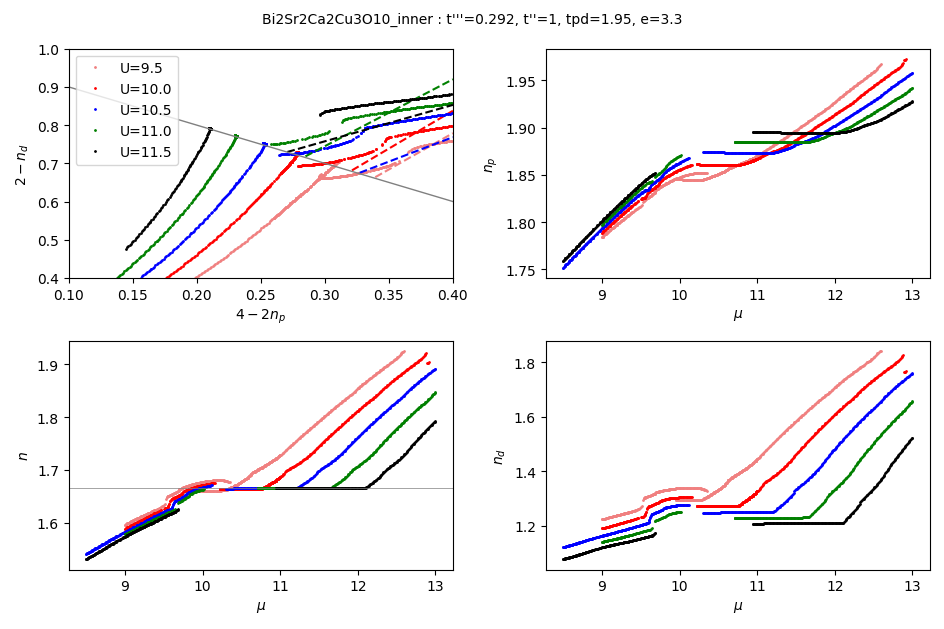 Bi2Sr2Ca2Cu3O10_inner : t'''=0.292, t''=1, tpd=1.95, e=3.3
1.0
0.9
0.8
0.7
0.6
0.5
0.4
2 − n_d
U=9.5
U=10.0
U=10.5
U=11.0
U=11.5
0.10 0.15 0.20 0.25 0.30 0.35 0.40
4 − 2n_p
1.95
1.90
1.85
1.80
1.75
n_p
9 10 11 12 13
μ
1.9
1.8
1.7
1.6
n
9 10 11 12 13
μ
1.8
1.6
1.4
1.2
n_d
9 10 11 12 13
μ